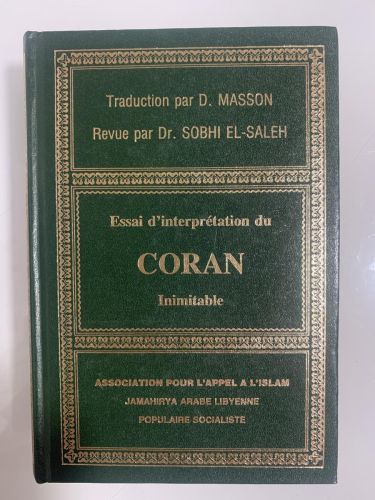 Traduction par D. MASSON
Revue par Dr. SOBHI EL-SALEH
Essai d'interprétation du
CORAN
Inimitable
ASSOCIATION POUR L'APPEL A L'ISLAM
JAMAHIRYA ARABE LIBYENNE
POPULAIRE SOCIALISTE